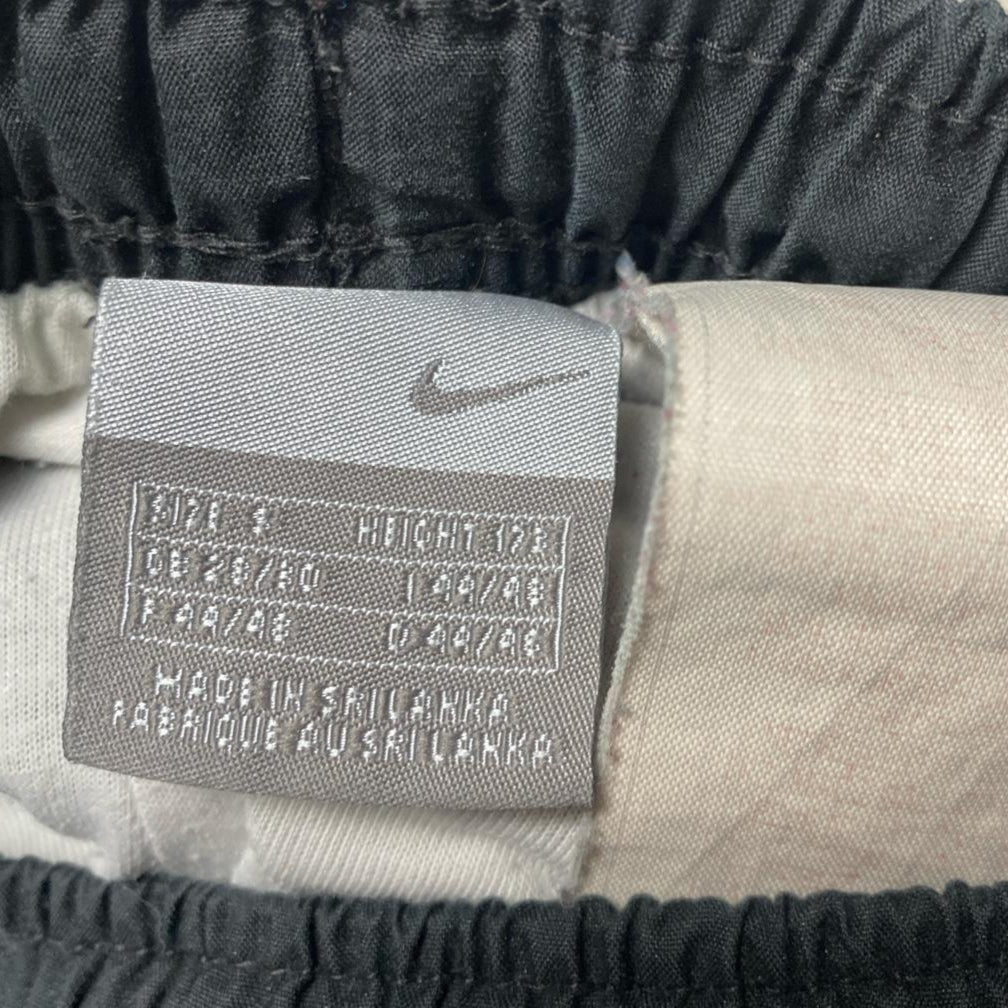 SIZE S HEIGHT 173
GB 28/30 I 44/46
F 44/46 D 44/46
MADE IN SRI LANKA
FABRIQUE AU SRI LANKA